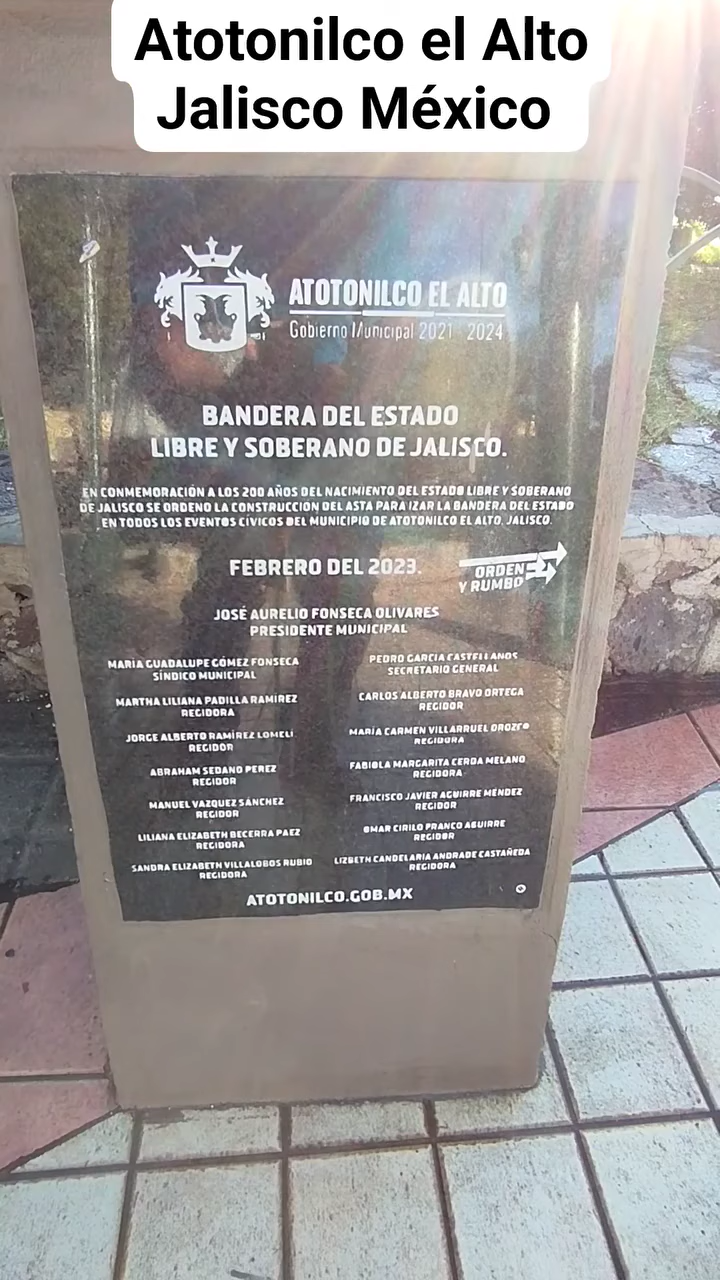 Atotonilco el Alto
Jalisco México
ATOTONILCO EL ALTO
Gobierno Municipal 2021 2024
BANDERA DEL ESTADO
LIBRE Y SOBERANO DE JALISCO.
EN CONMEMORACIÓN A LOS 200 AÑOS DEL NACIMIENTO DEL ESTADO LIBRE Y SOBERANO
DE JALISCO SE ORDENO LA CONSTRUCCION DEL ASTA PARA IZAR LA BANDERA DEL ESTADO
EN TODOS LOS EVENTOS CÍVICOS DEL MUNICIPIO DE ATOTONILCO EL ALTO, JALISCO.
FEBRERO DEL 2023.
ORDEN
Y RUMBO
JOSÉ AURELIO FONSECA OLIVARES
PRESIDENTE MUNICIPAL
MARÍA GUADALUPE GÓMEZ FONSECA
SÍNDICO MUNICIPAL
MARTHA LILIANA PADILLA RAMÍREZ
REGIDORA
JORGE ALBERTO RAMÍREZ LOMELI
REGIDOR
ABRAHAM SEDANO PEREZ
REGIDOR
MANUEL VAZQUEZ SÁNCHEZ
REGIDOR
LILIANA ELIZABETH BECERRA PAEZ
REGIDORA
SANDRA ELIZABETH VILLALOBOS RUBIO
REGIDORA
PEDRO GARCIA CASTELLANOS
SECRETARIO GENERAL
CARLOS ALBERTO BRAVO ORTEGA
REGIDOR
MARÍA CARMEN VILLARRUEL OROZCO
REGIDORA
FABIOLA MARGARITA CERDA MELANO
REGIDORA
FRANCISCO JAVIER AGUIRRE MÉNDEZ
REGIDOR
OMAR CIRILO FRANCO AGUIRRE
REGIDOR
LIZBETH CANDELARIA ANDRADE CASTAÑEDA
REGIDORA
ATOTONILCO.GOB.MX